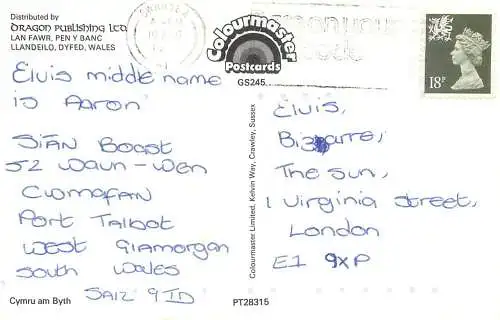 Distributed by
DRAGON PUBLISHING LTD
LAN FAWR, PEN Y BANC
LLANDEILO, DYFED, WALES
Colourmaster
Postcards
GS245
18P
Elvis middle name
is Aaron
SIÂN Boast
52 Waun-Wen
Cwmafan
Port Talbot
West Glamorgan
South Wales
SA12 9TD
Cymru am Byth
PT28315
Colourmaster Limited, Kelvin Way, Crawley, Sussex
Elvis,
Bizarre,
The Sun,
1 Virginia street,
London
E1 9XP